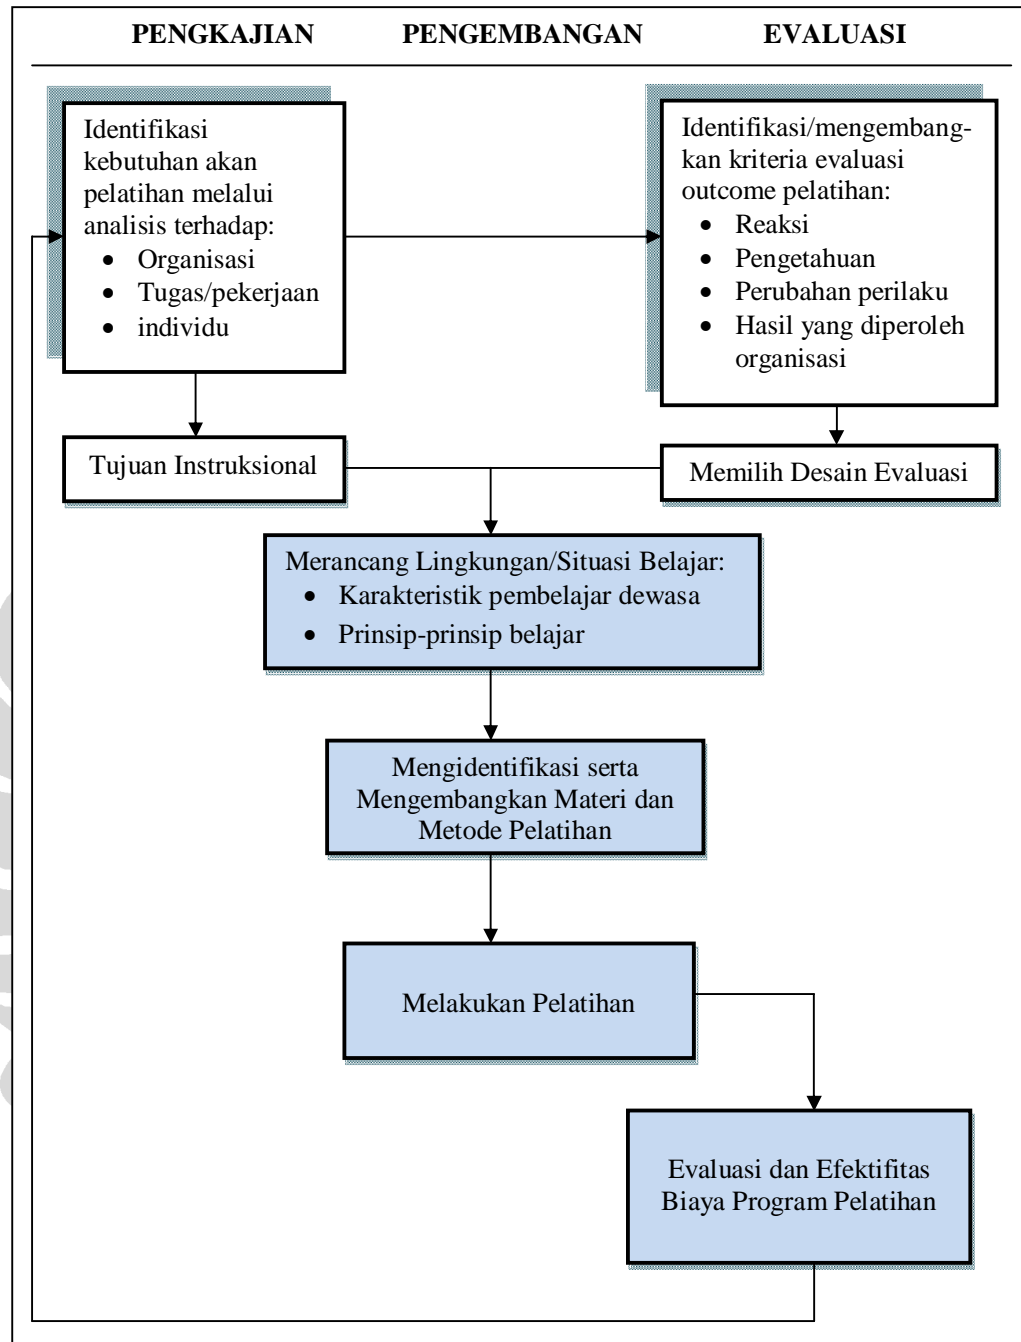 PENGKAJIAN PENGEMBANGAN EVALUASI
Identifikasi
kebutuhan akan
pelatihan melalui
analisis terhadap:
• Organisasi
• Tugas/pekerjaan
• individu
Identifikasi/mengembang-
kan kriteria evaluasi
outcome pelatihan:
• Reaksi
• Pengetahuan
• Perubahan perilaku
• Hasil yang diperoleh
organisasi
Tujuan Instruksional
Memilih Desain Evaluasi
Merancang Lingkungan/Situasi Belajar:
• Karakteristik pembelajar dewasa
• Prinsip-prinsip belajar
Mengidentifikasi serta
Mengembangkan Materi dan
Metode Pelatihan
Melakukan Pelatihan
Evaluasi dan Efektifitas
Biaya Program Pelatihan